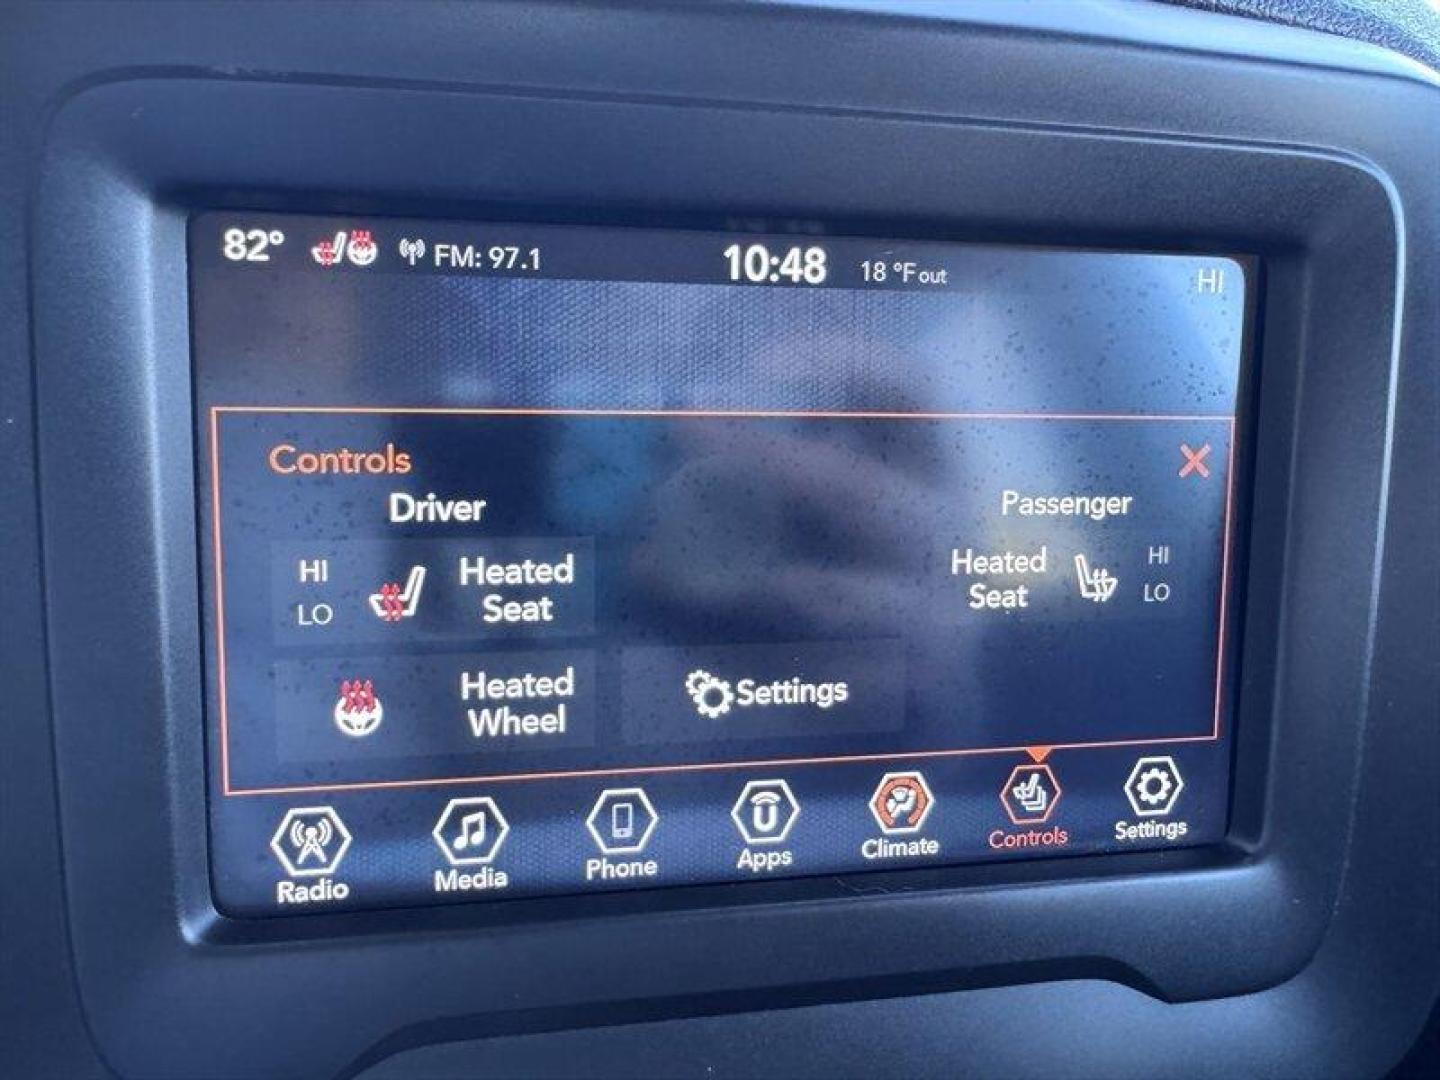 82° FM: 97.1 10:48 18 °F out HI
Controls
Driver Passenger
HI
LO
Heated
Seat
Heated
Seat
HI
LO
Heated
Wheel
Settings
Radio Media Phone Apps Climate Controls Settings